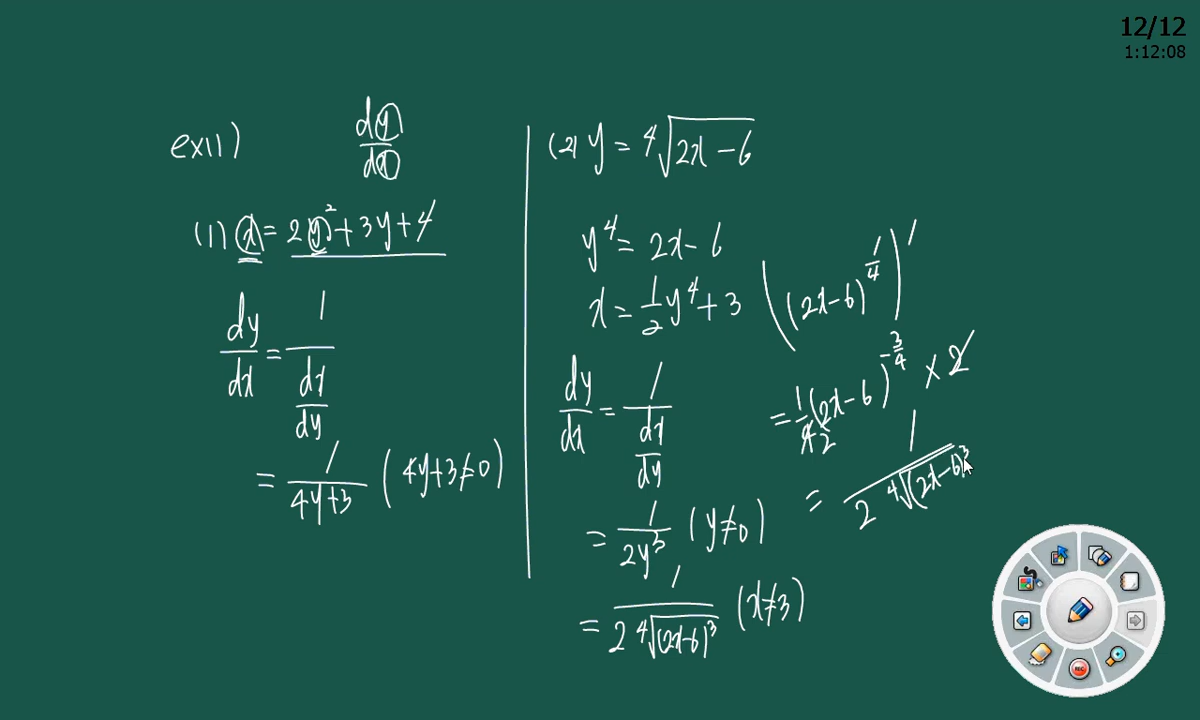 12/12
1:12:08
ex11)
dy/dx
(1) x = 2y² + 3y + 4
dy/dx = 1/(dx/dy)
= 1/(4y+3) (4y+3≠0)
(2) y = ⁴√(2x-6)
y⁴ = 2x - 6
x = 1/2 y⁴ + 3
dy/dx = 1/(dx/dy)
= 1/(2y³) (y≠0)
= 1/(2 ⁴√((2x-6)³)) (x≠3)
((2x-6)^(1/4))'
= 1/4 (2x-6)^(-3/4) × 2
2
= 1/(2 ⁴√((2x-6)³))
REC